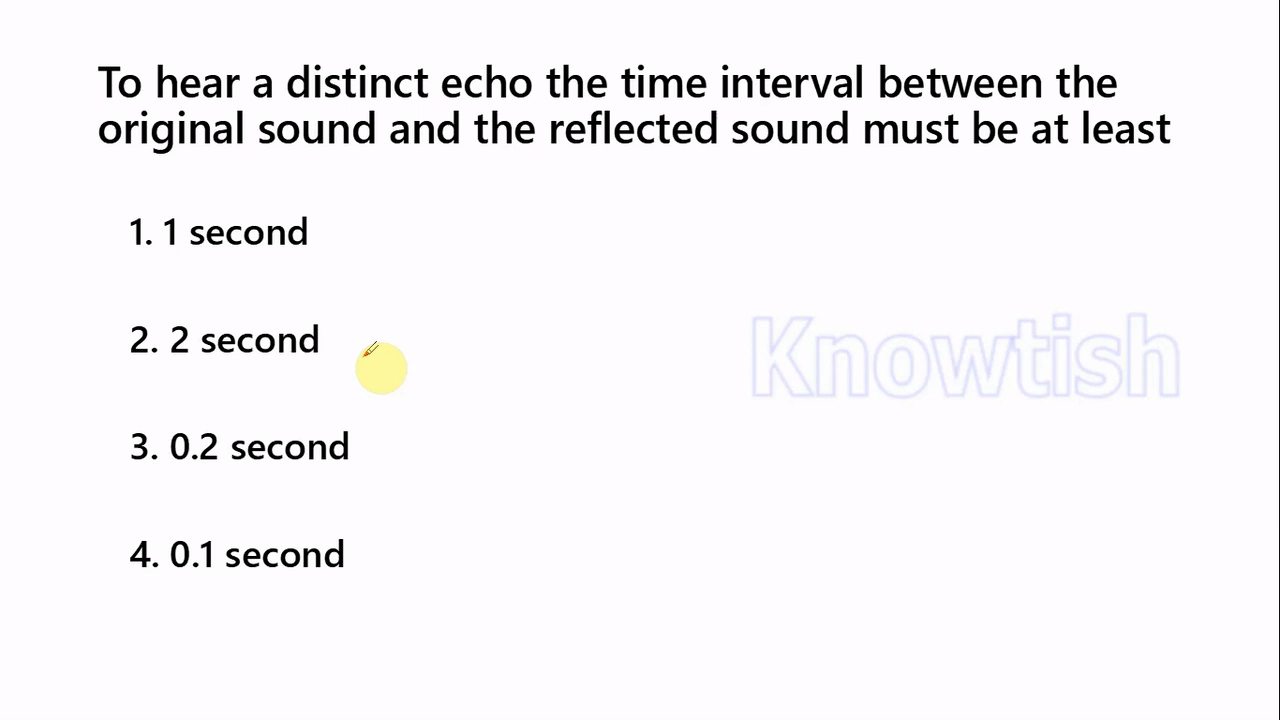 To hear a distinct echo the time interval between the
original sound and the reflected sound must be at least
1. 1 second
2. 2 second
Knowtish
3. 0.2 second
4. 0.1 second